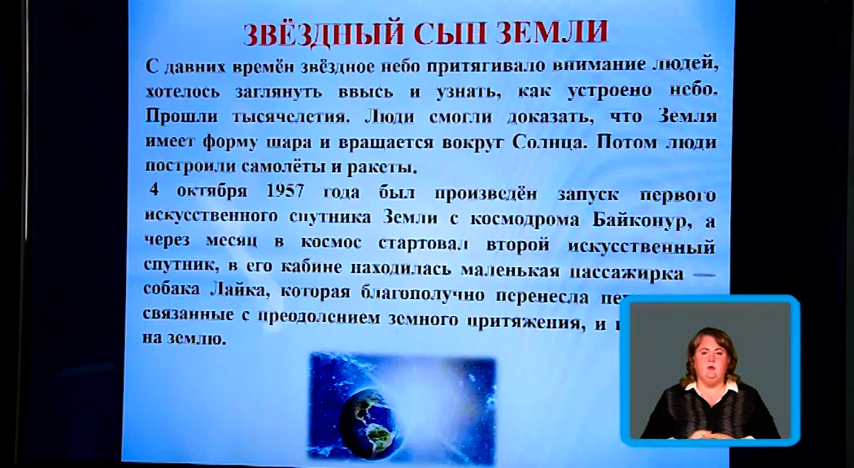 ЗВЁЗДНЫЙ СЫН ЗЕМЛИ
С давних времён звёздное небо притягивало внимание людей,
хотелось заглянуть ввысь и узнать, как устроено небо.
Прошли тысячелетия. Люди смогли доказать, что Земля
имеет форму шара и вращается вокруг Солнца. Потом люди
построили самолёты и ракеты.
4 октября 1957 года был произведён запуск первого
искусственного спутника Земли с космодрома Байконур, а
через месяц в космос стартовал второй искусственный
спутник, в его кабине находилась маленькая пассажирка —
собака Лайка, которая благополучно перенесла
связанные с преодолением земного притяжения, и
на землю.